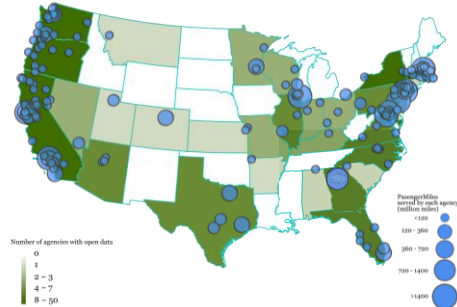 Number of agencies with open data
0
1
2 - 3
4 ~ 7
8 - 50
PassengerMiles
served by each agency
(million miles)
<120
120 - 360
360 - 720
720 - 1400
>1400